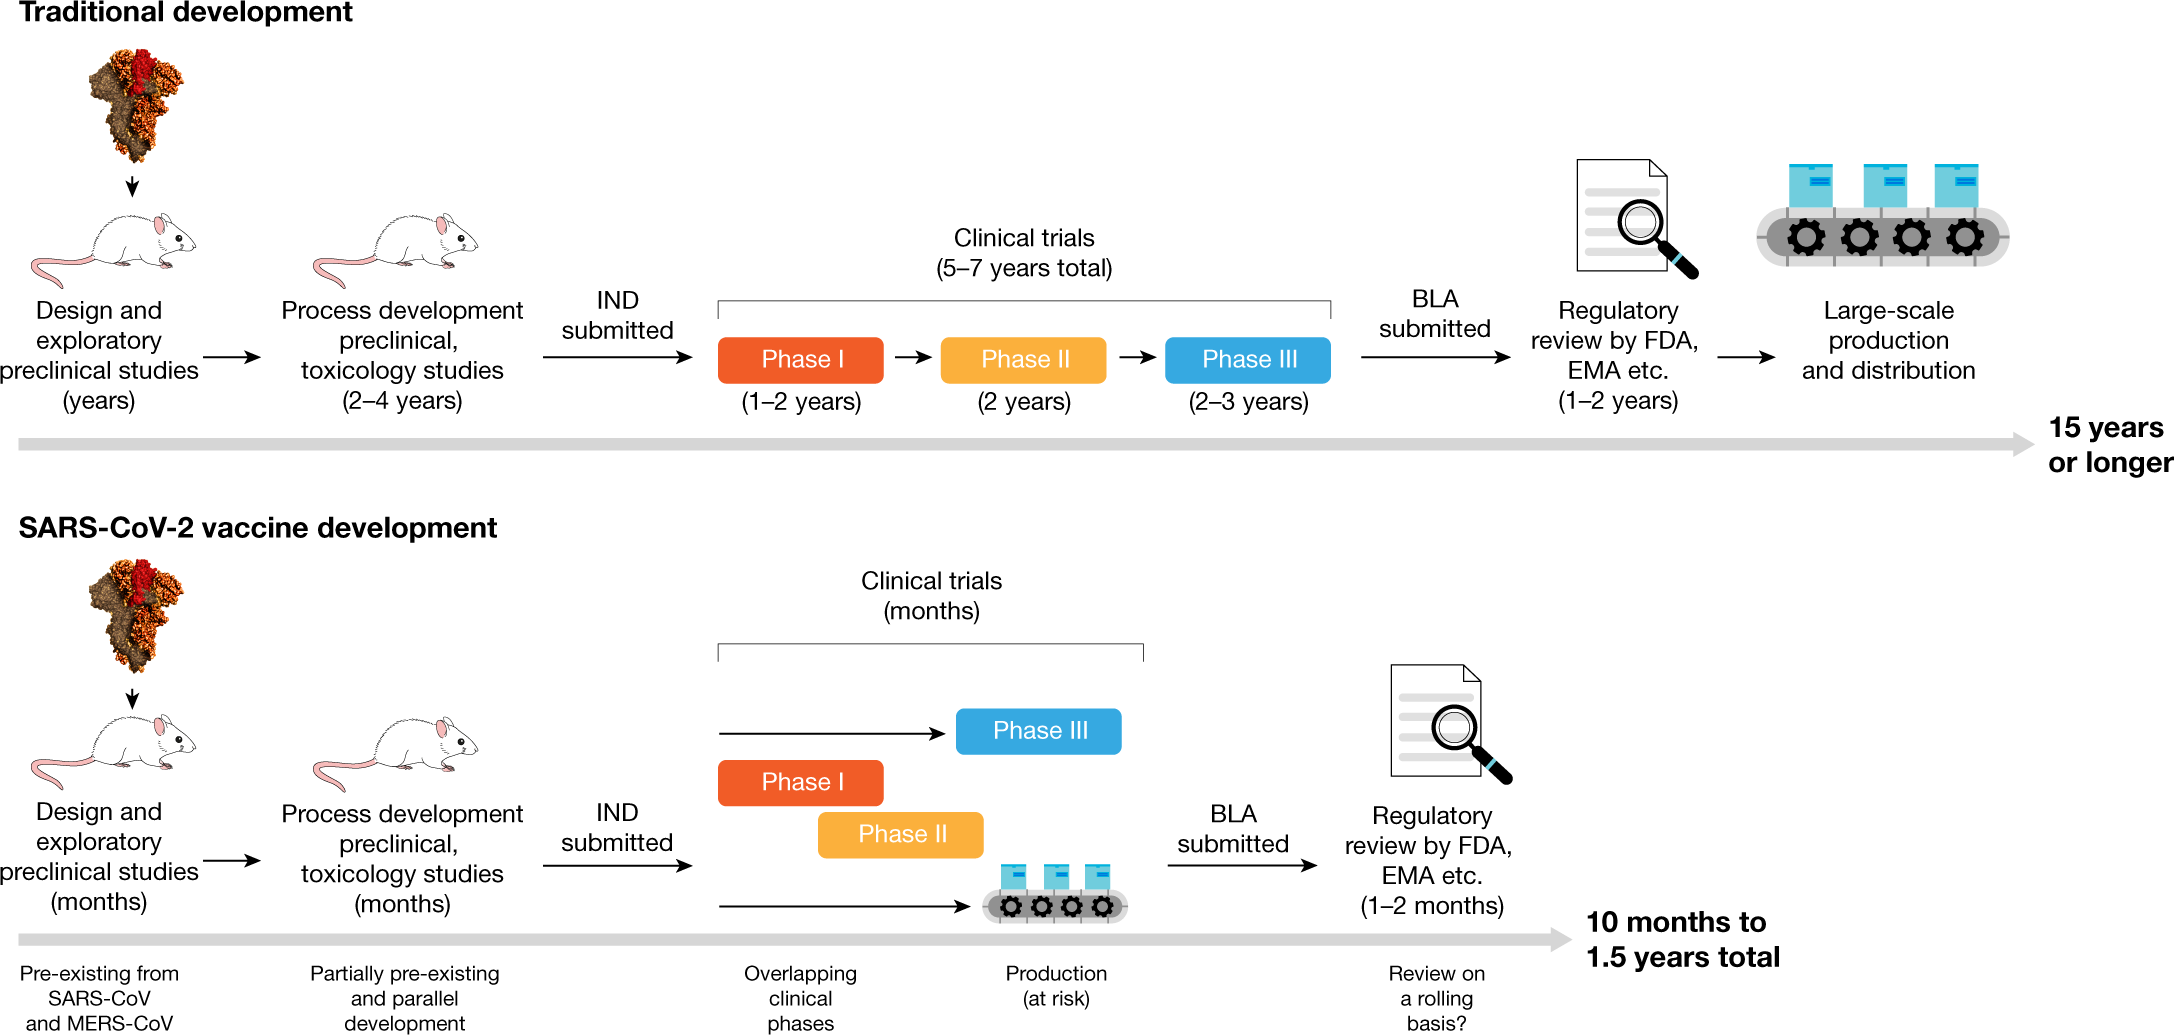 Traditional development
Design and
exploratory
preclinical studies
(years)
Process development
preclinical,
toxicology studies
(2–4 years)
IND
submitted
Clinical trials
(5–7 years total)
Phase I
(1–2 years)
Phase II
(2 years)
Phase III
(2–3 years)
BLA
submitted
Regulatory
review by FDA,
EMA etc.
(1–2 years)
Large-scale
production
and distribution
15 years
or longer
SARS-CoV-2 vaccine development
Design and
exploratory
preclinical studies
(months)
Process development
preclinical,
toxicology studies
(months)
IND
submitted
Clinical trials
(months)
Phase III
Phase I
Phase II
BLA
submitted
Regulatory
review by FDA,
EMA etc.
(1–2 months)
10 months to
1.5 years total
Pre-existing from
SARS-CoV
and MERS-CoV
Partially pre-existing
and parallel
development
Overlapping
clinical
phases
Production
(at risk)
Review on
a rolling
basis?